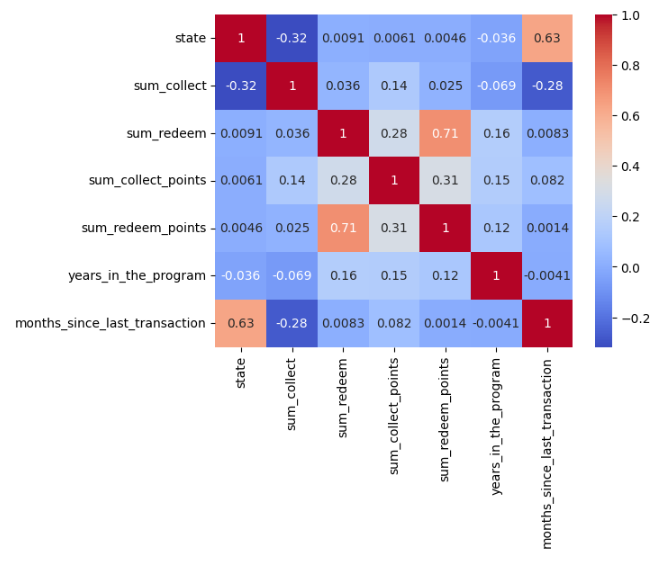 state 1 -0.32 0.0091 0.0061 0.0046 -0.036 0.63
sum_collect -0.32 1 0.036 0.14 0.025 -0.069 -0.28
sum_redeem 0.0091 0.036 1 0.28 0.71 0.16 0.0083
sum_collect_points 0.0061 0.14 0.28 1 0.31 0.15 0.082
sum_redeem_points 0.0046 0.025 0.71 0.31 1 0.12 0.0014
years_in_the_program -0.036 -0.069 0.16 0.15 0.12 1 -0.0041
months_since_last_transaction 0.63 -0.28 0.0083 0.082 0.0014 -0.0041 1
state
sum_collect
sum_redeem
sum_collect_points
sum_redeem_points
years_in_the_program
months_since_last_transaction
1.0
0.8
0.6
0.4
0.2
0.0
−0.2